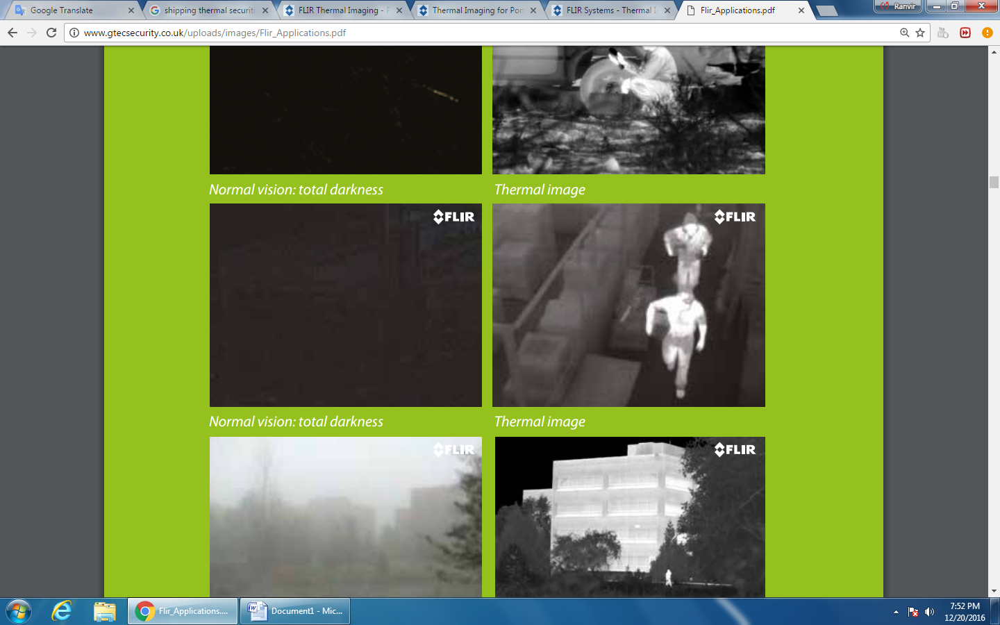 Google Translate
shipping thermal securiti
FLIR Thermal Imaging - P
Thermal Imaging for Por
FLIR Systems - Thermal I
Flir_Applications.pdf
Ranvir
www.gtecsecurity.co.uk/uploads/images/Flir_Applications.pdf
You
Normal vision: total darkness
Thermal image
FLIR
FLIR
Normal vision: total darkness
Thermal image
FLIR
FLIR
Flir_Applications....
Document1 - Mic...
7:52 PM
12/20/2016